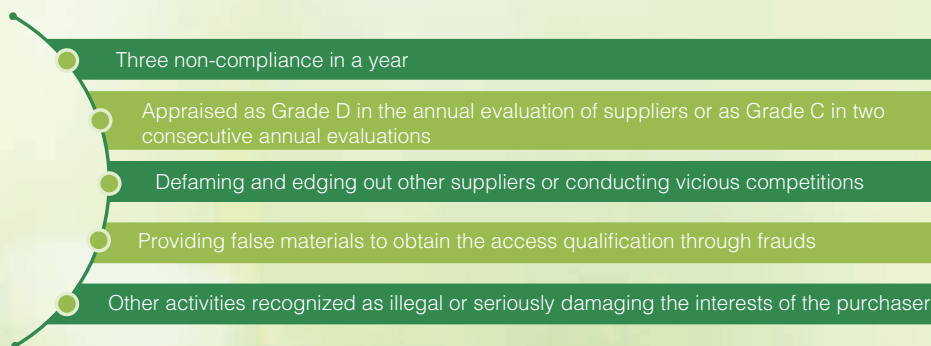 Three non-compliance in a year
Appraised as Grade D in the annual evaluation of suppliers or as Grade C in two
consecutive annual evaluations
Defaming and edging out other suppliers or conducting vicious competitions
Providing false materials to obtain the access qualification through frauds
Other activities recognized as illegal or seriously damaging the interests of the purchaser